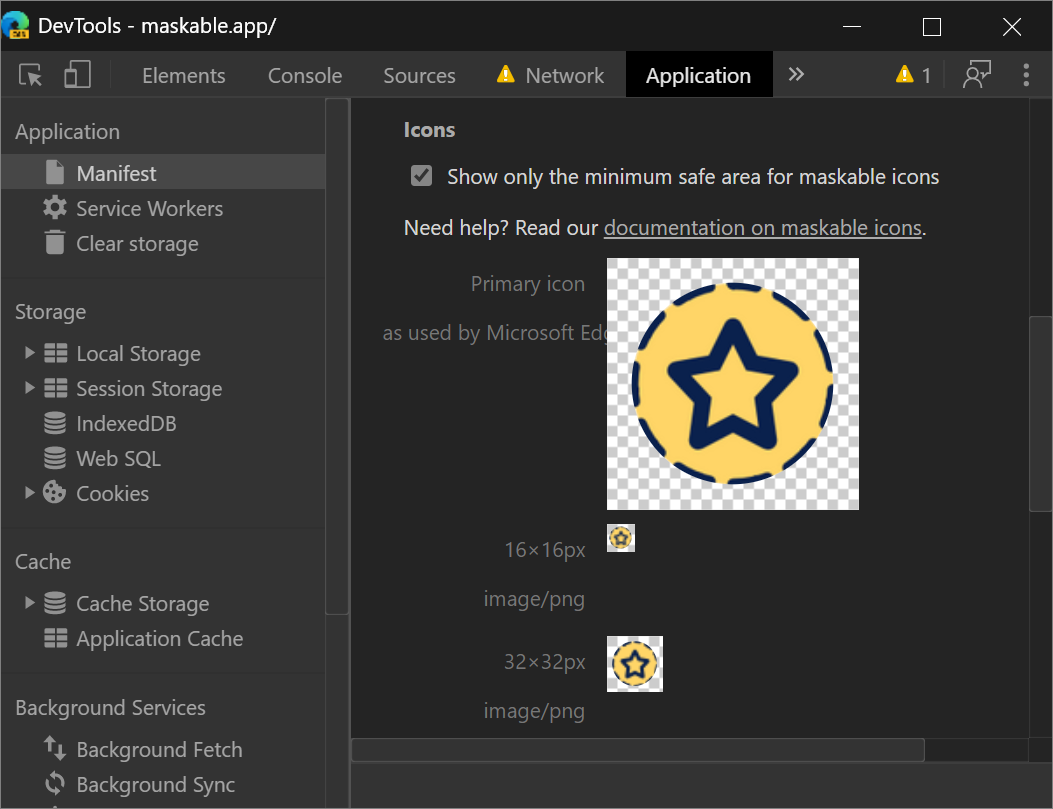 DevTools - maskable.app/
Elements Console Sources Network Application 1
Application
Manifest
Service Workers
Clear storage
Storage
Local Storage
Session Storage
IndexedDB
Web SQL
Cookies
Cache
Cache Storage
Application Cache
Background Services
Background Fetch
Background Sync
Icons
Show only the minimum safe area for maskable icons
Need help? Read our documentation on maskable icons.
Primary icon
as used by Microsoft Edg
16×16px
image/png
32×32px
image/png